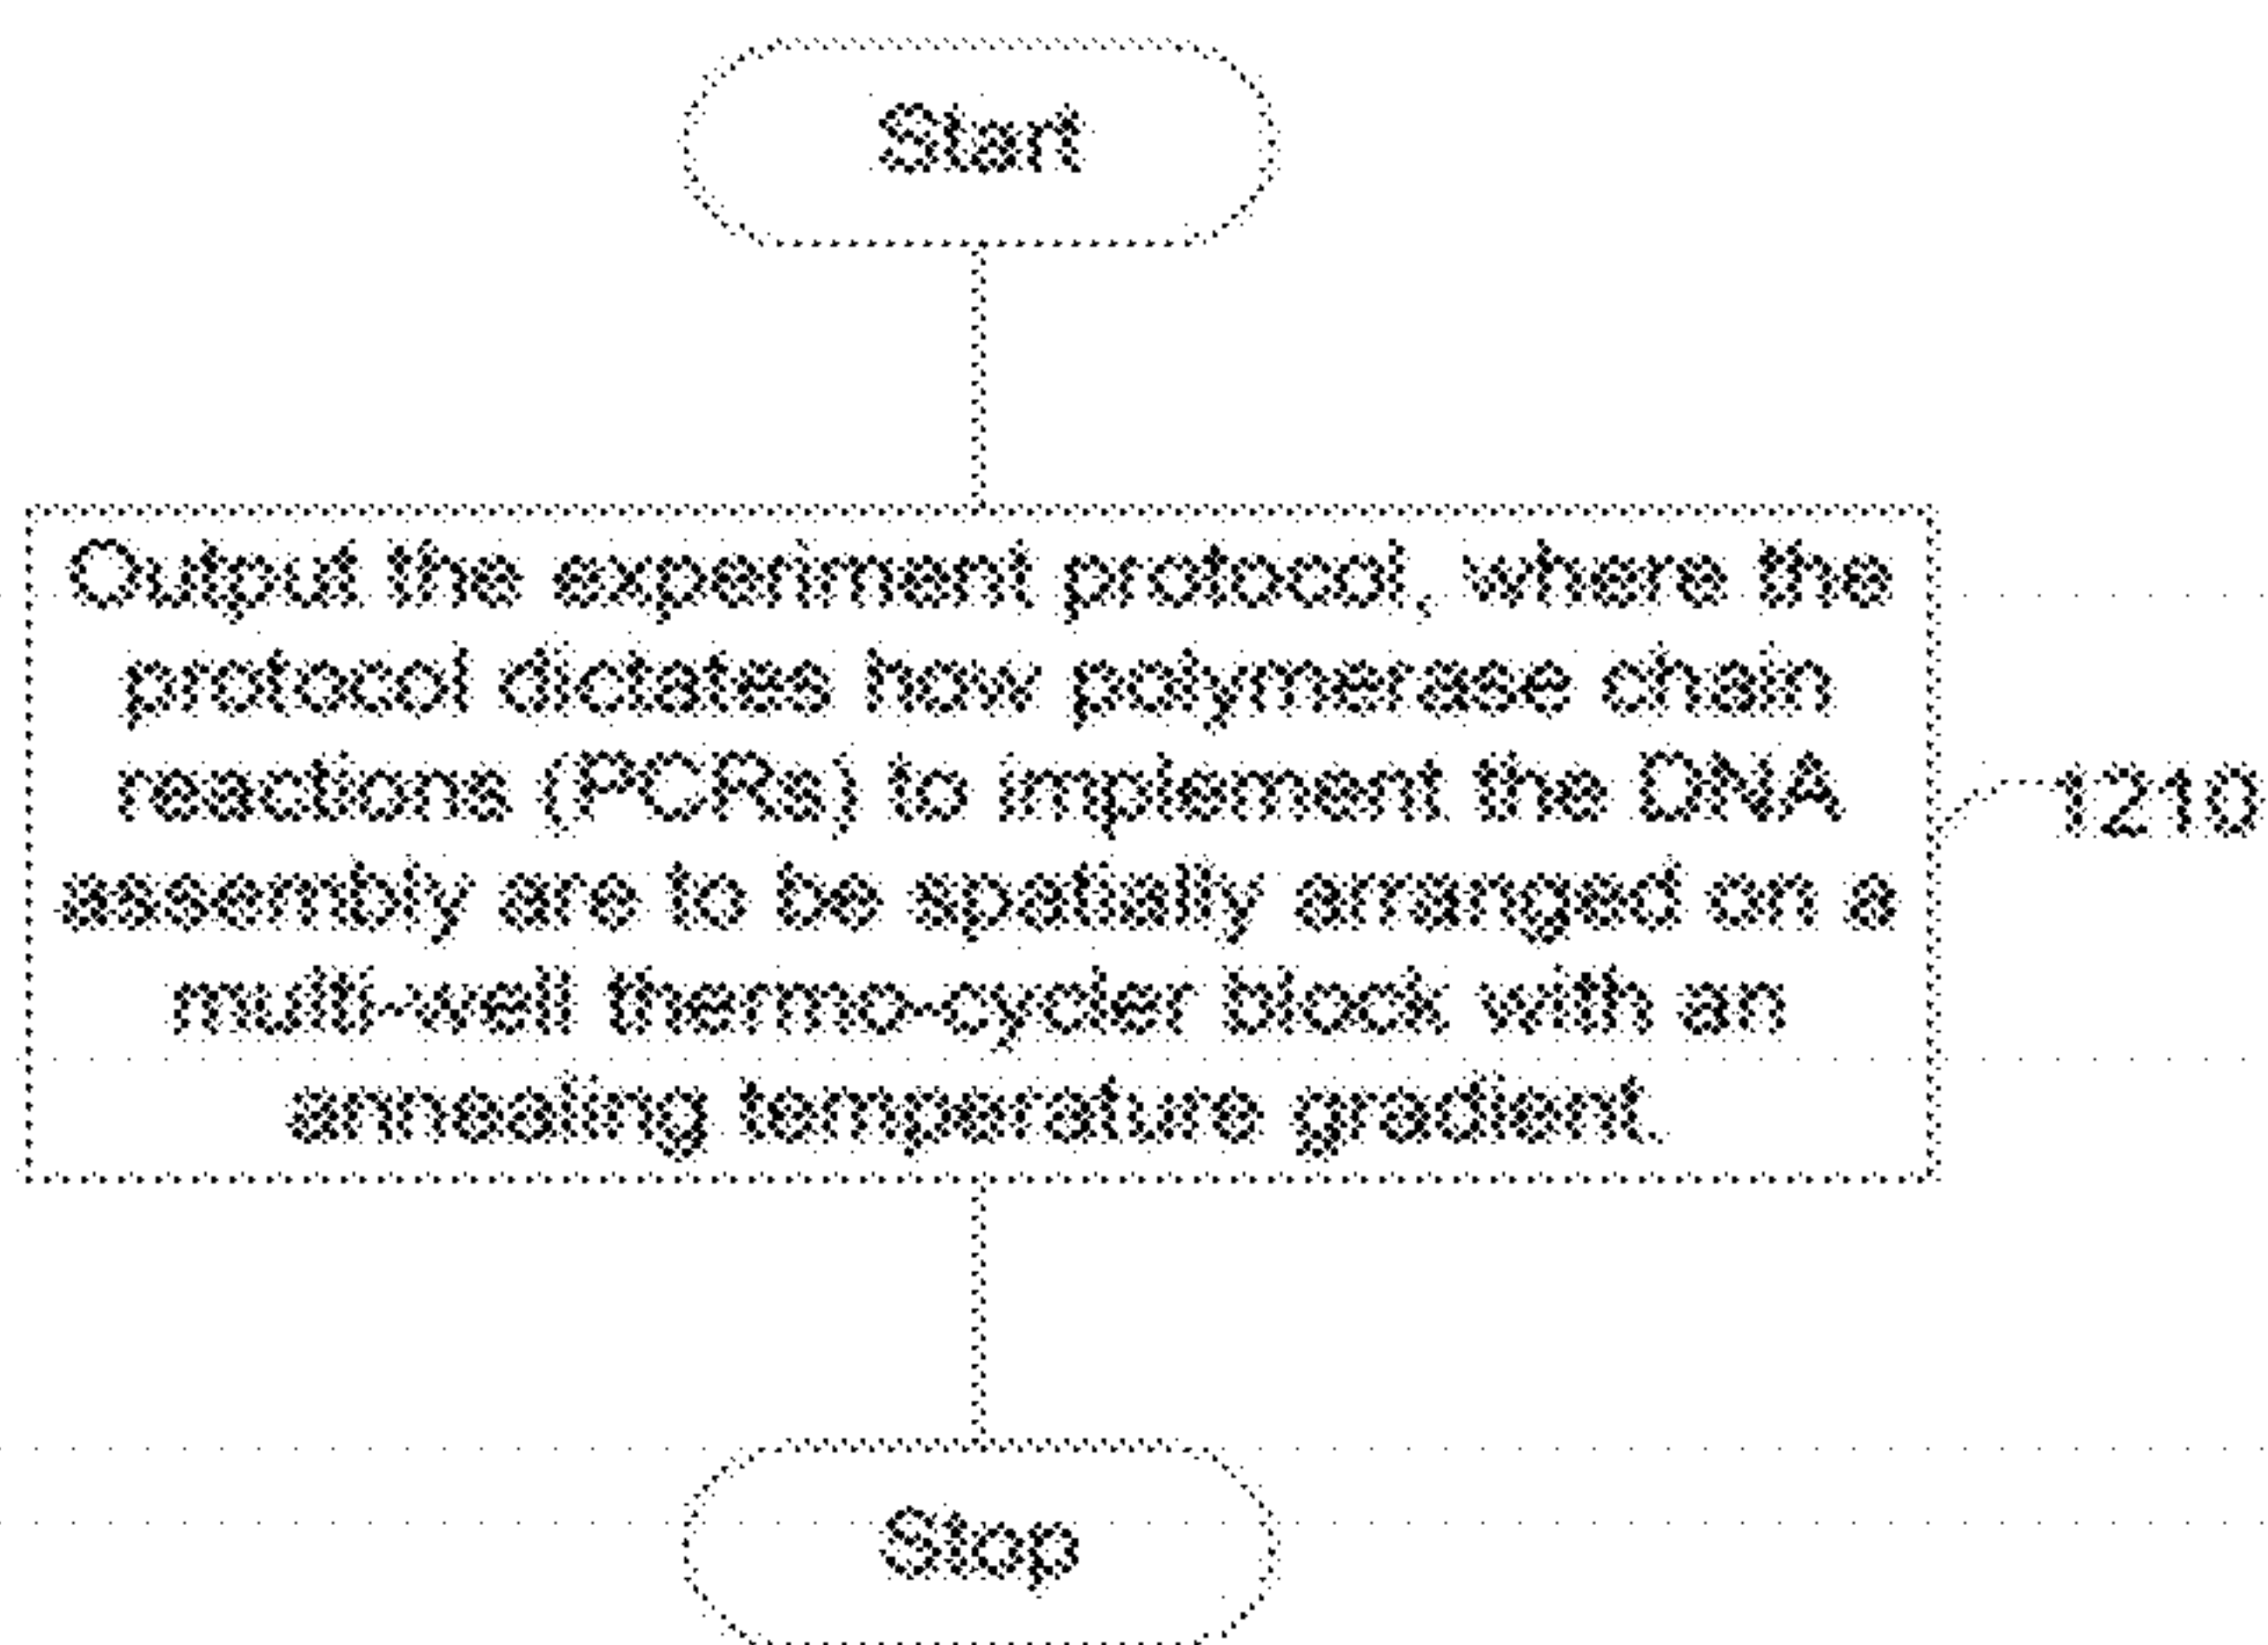 Start
Output the experiment protocol, where the
protocol dictates how polymerase chain
reactions (PCRs) to implement the DNA
assembly are to be spatially arranged on a
multi-well thermo-cycler block with an
annealing temperature gradient.
1210
Stop